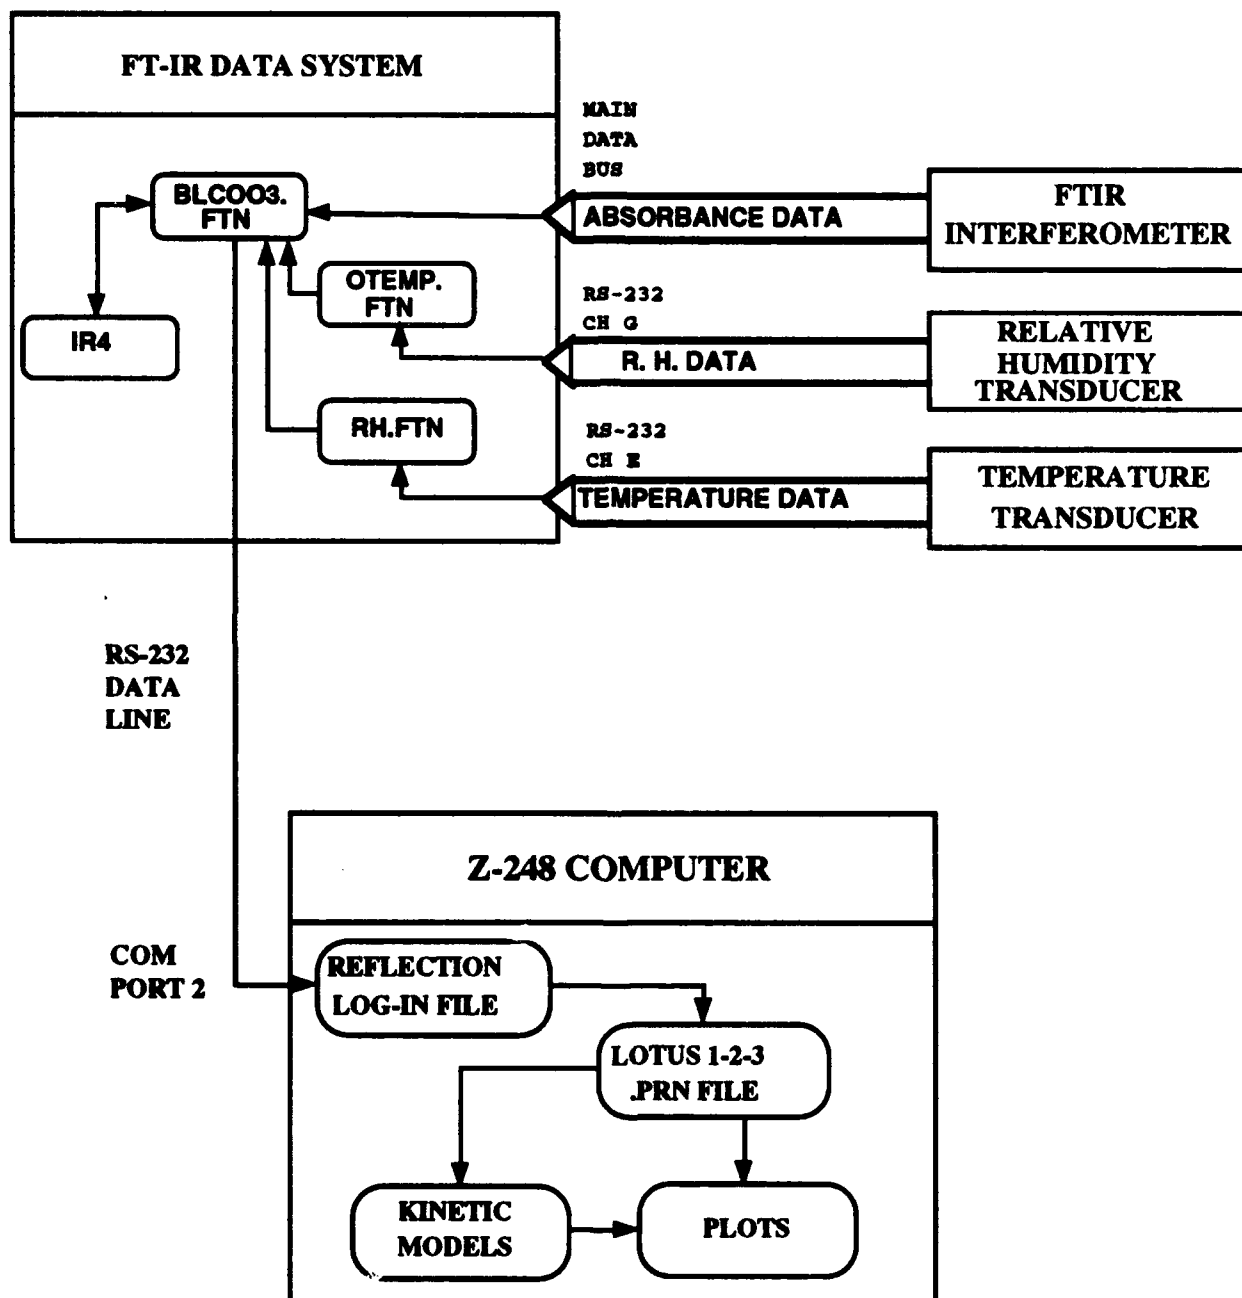 FT-IR DATA SYSTEM
MAIN
DATA
BUS
BLCOO3.
FTN
ABSORBANCE DATA
FTIR
INTERFEROMETER
OTEMP.
FTN
RS-232
CH G
IR4
R. H. DATA
RELATIVE
HUMIDITY
TRANSDUCER
RH.FTN
RS-232
CH E
TEMPERATURE DATA
TEMPERATURE
TRANSDUCER
RS-232
DATA
LINE
Z-248 COMPUTER
COM
PORT 2
REFLECTION
LOG-IN FILE
LOTUS 1-2-3
.PRN FILE
KINETIC
MODELS
PLOTS